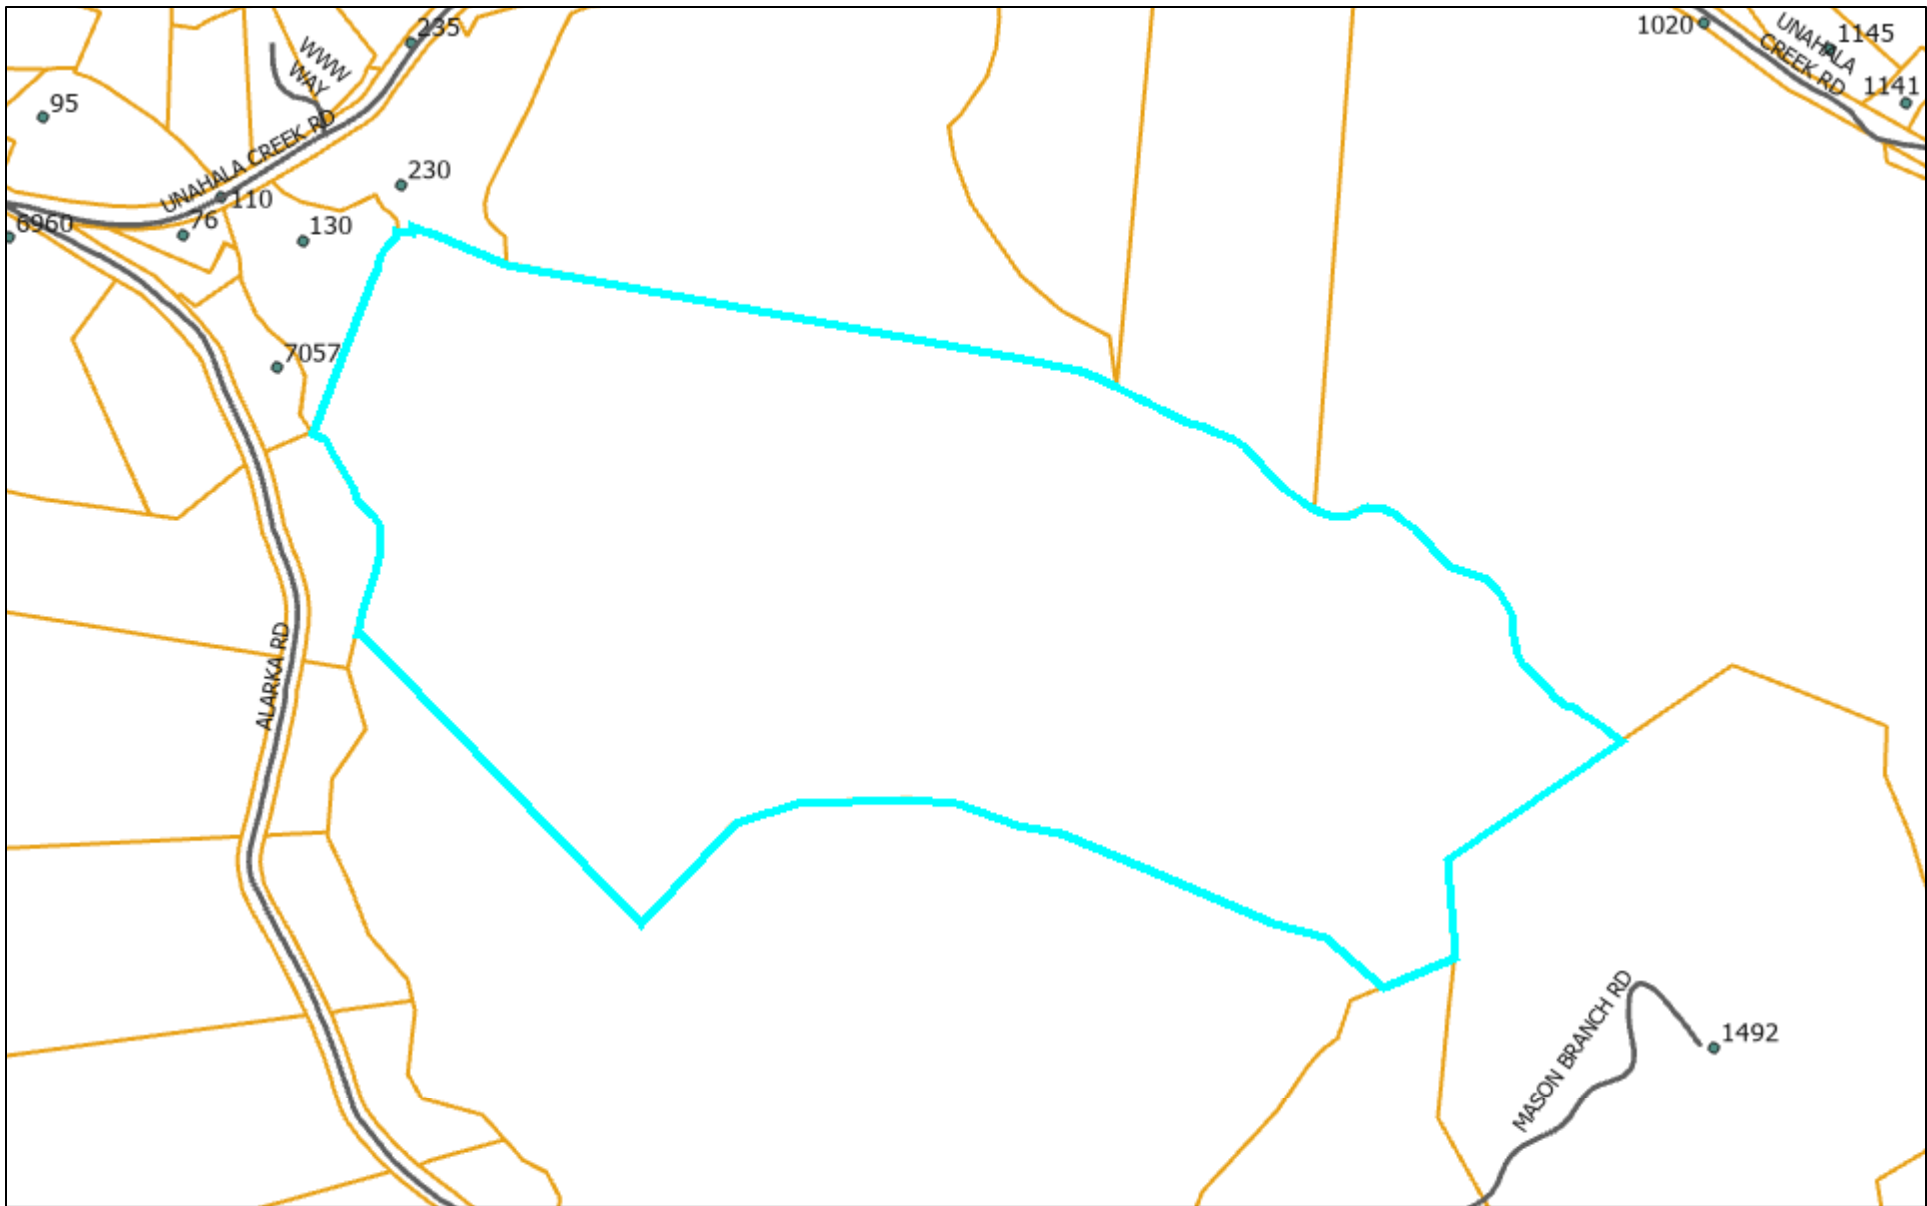 235
1020
UNAHALA
CREEK RD
1145
1141
WWW
WAY
95
UNAHALA CREEK RD
230
110
76
6960
130
7057
ALARKA RD
MASON BRANCH RD
1492